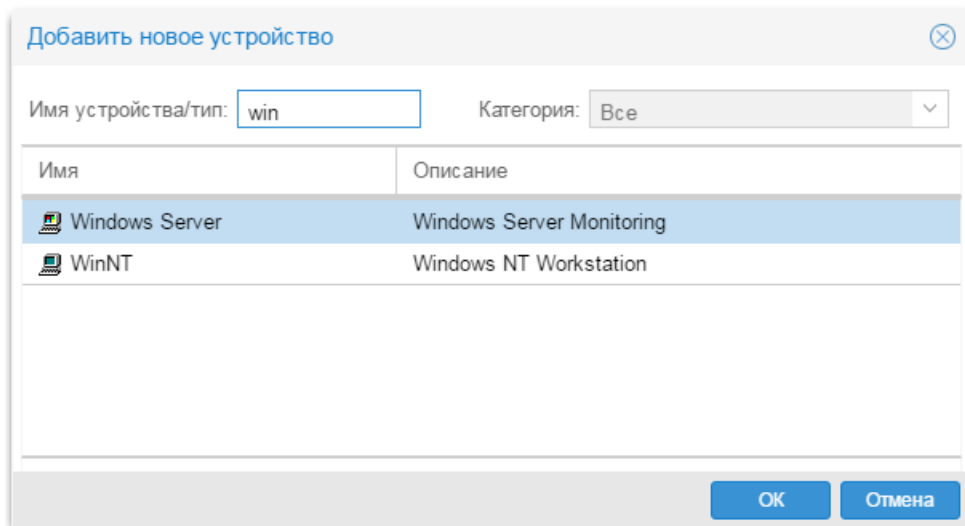 Добавить новое устройство
Имя устройства/тип: win Категория: Все
Имя Описание
Windows Server Windows Server Monitoring
WinNT Windows NT Workstation
ОК Отмена